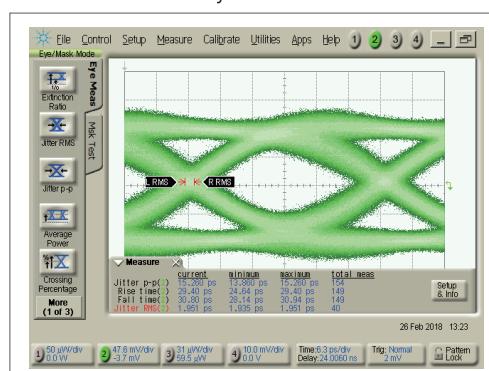 File Control Setup Measure Calibrate Utilities Apps Help 1 2 3 4
Eye/Mask Mode
Eye Meas
Msk Test
Extinction Ratio
Jitter RMS
Jitter p-p
Average Power
Crossing Percentage
More (1 of 3)
L RMS R RMS
Measure
current minimum maximum total meas
Jitter p-p(2) 15.260 ps 13.860 ps 15.260 ps 154
Rise time(2) 29.40 ps 24.64 ps 29.40 ps 149
Fall time(2) 30.80 ps 28.14 ps 30.94 ps 149
Jitter RMS(2) 1.951 ps 1.935 ps 1.951 ps 40
Setup & Info
26 Feb 2018 13:23
1 50 µW/div 0.0 W
2 47.6 mV/div -3.7 mV
3 31 µW/div 59.5 µW
4 10.0 mV/div 0.0 V
Time:6.3 ps/div Delay:24.0060 ns
Trig: Normal 2 mV
Pattern Lock